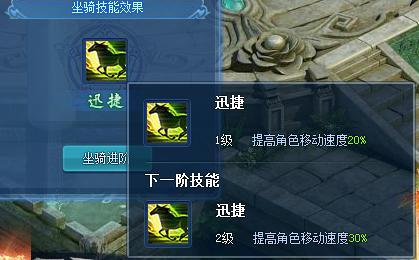 坐骑技能效果
迅捷
坐骑进阶
迅捷
1级 提高角色移动速度20%
下一阶技能
迅捷
2级 提高角色移动速度30%